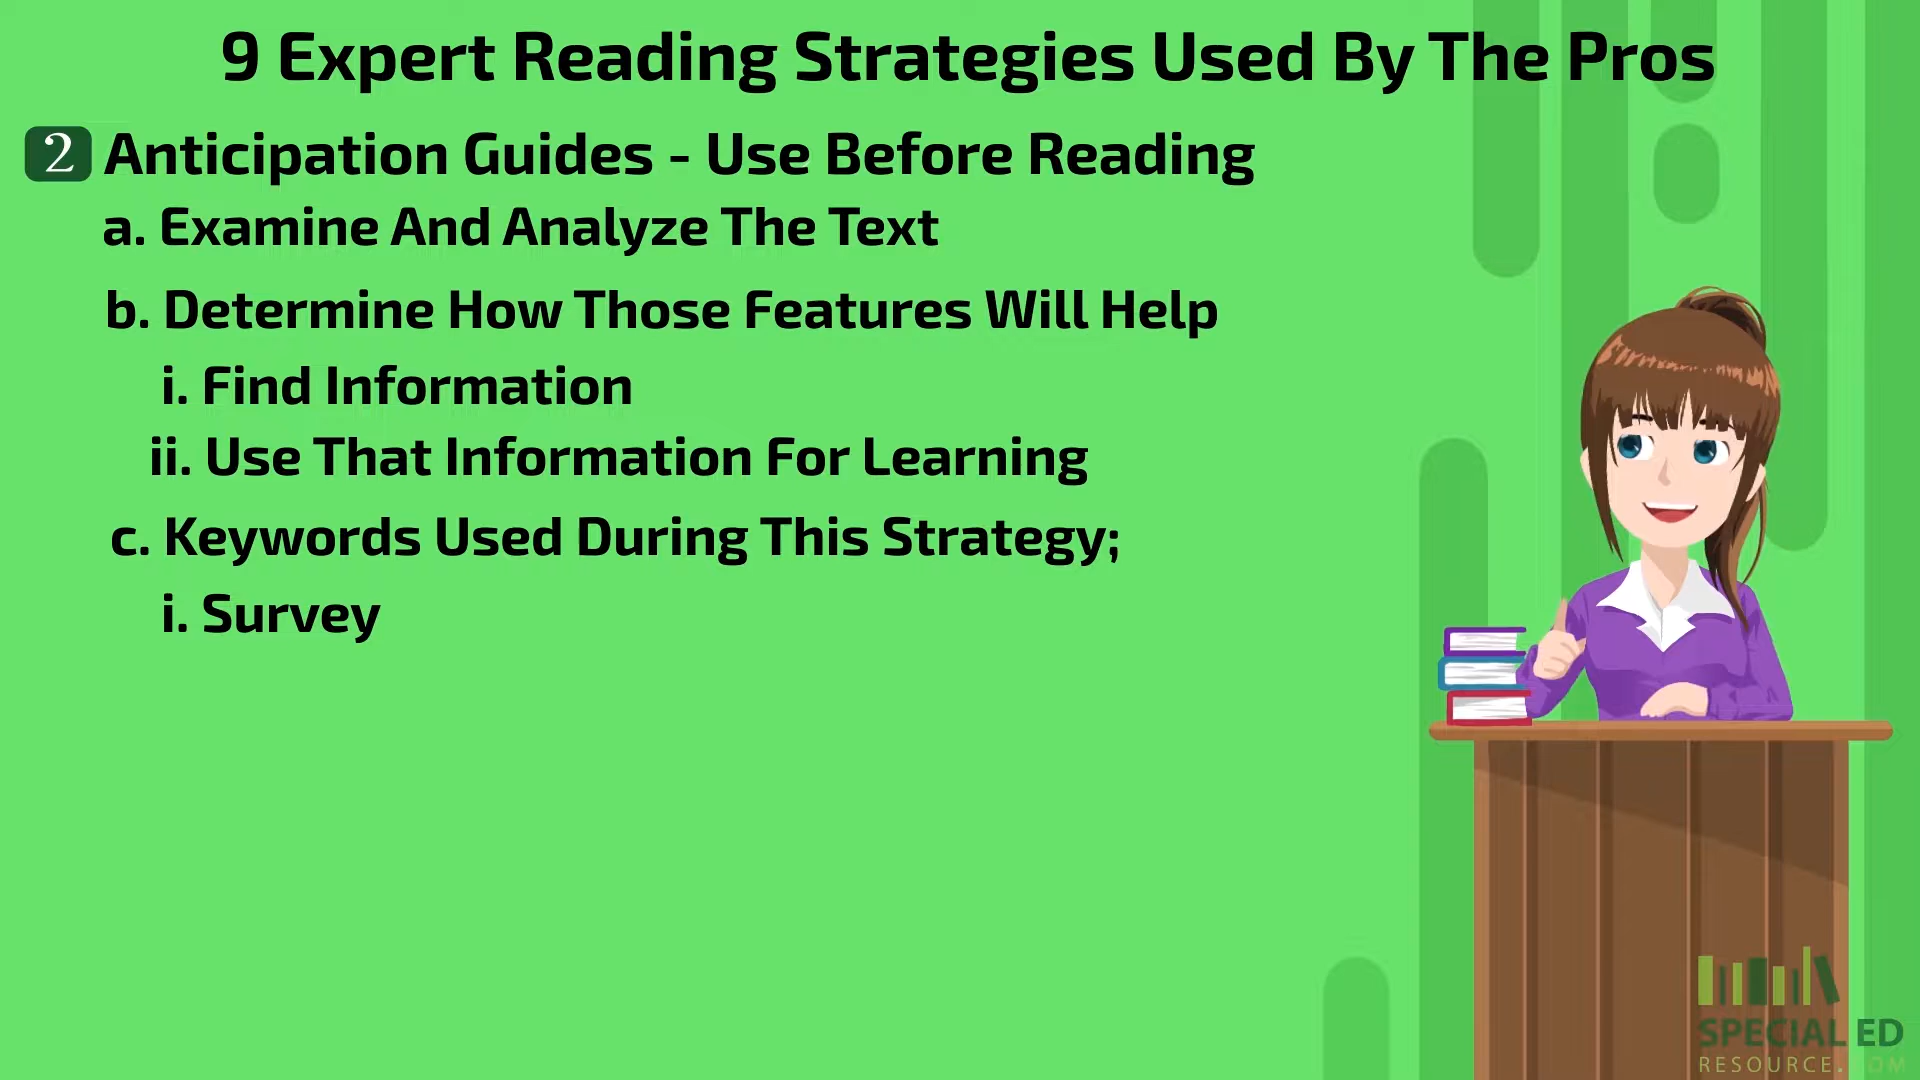 9 Expert Reading Strategies Used By The Pros
2 Anticipation Guides - Use Before Reading
a. Examine And Analyze The Text
b. Determine How Those Features Will Help
i. Find Information
ii. Use That Information For Learning
c. Keywords Used During This Strategy;
i. Survey
SPECIAL ED
RESOURCE.COM